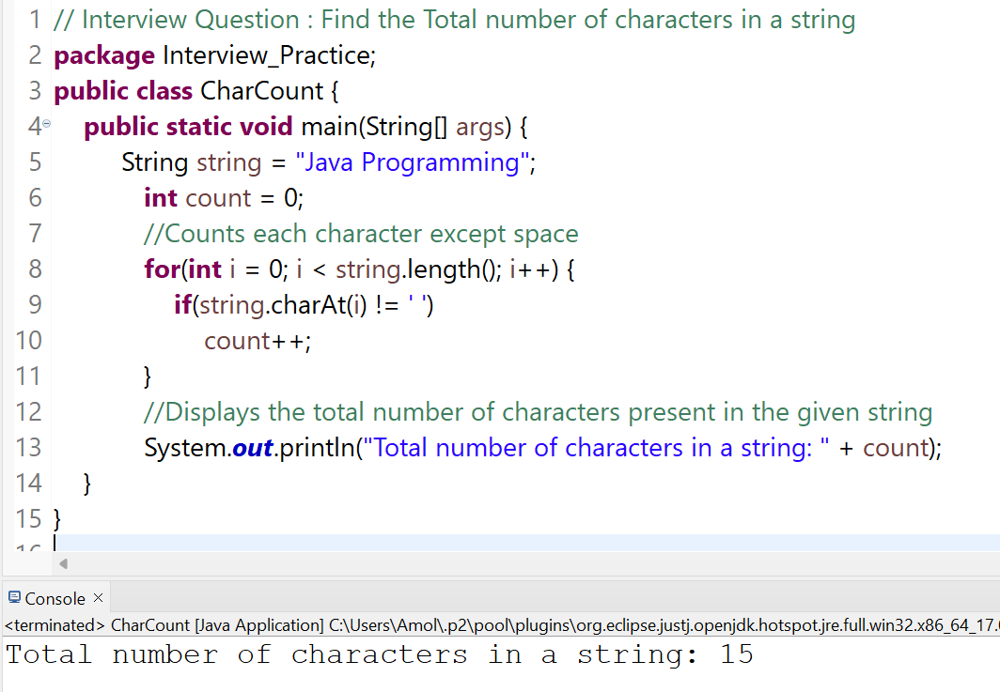 1 // Interview Question : Find the Total number of characters in a string
2 package Interview_Practice;
3 public class CharCount {
4 public static void main(String[] args) {
5 String string = "Java Programming";
6 int count = 0;
7 //Counts each character except space
8 for(int i = 0; i < string.length(); i++) {
9 if(string.charAt(i) != ' ')
10 count++;
11 }
12 //Displays the total number of characters present in the given string
13 System.out.println("Total number of characters in a string: " + count);
14 }
15 }
16
Console
<terminated> CharCount [Java Application] C:\Users\Amol\.p2\pool\plugins\org.eclipse.justj.openjdk.hotspot.jre.full.win32.x86_64_17.0
Total number of characters in a string: 15